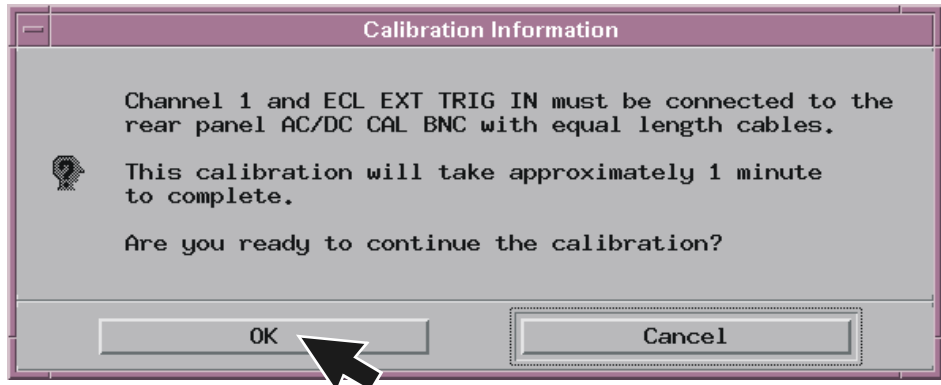 Calibration Information
Channel 1 and ECL EXT TRIG IN must be connected to the
rear panel AC/DC CAL BNC with equal length cables.
This calibration will take approximately 1 minute
to complete.
Are you ready to continue the calibration?
OK
Cancel